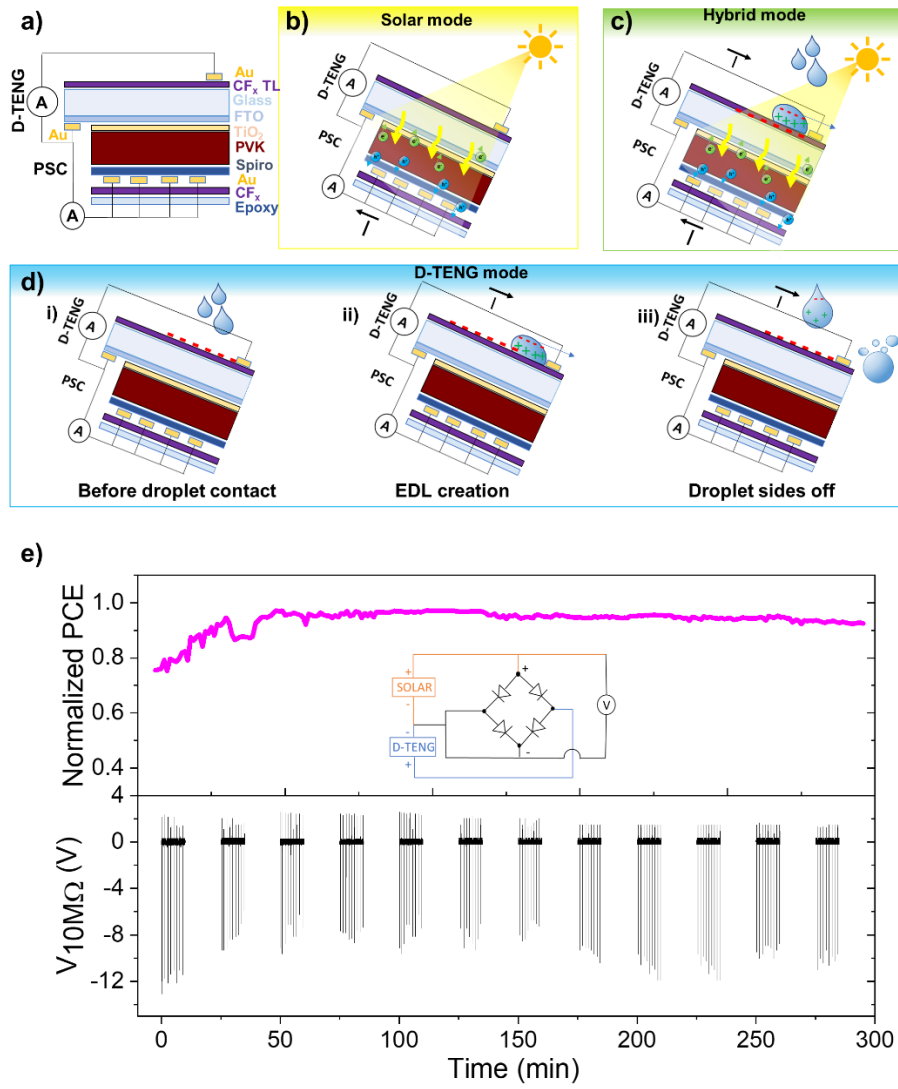 a)
D-TENG
A
Au
CFₓ TL
Glass
FTO
TiO₂
Au
PVK
PSC
Spiro
Au
CFₓ
A
Epoxy
b)
Solar mode
D-TENG
A
PSC
A
e⁻ e⁻ e⁻ e⁻
h⁺ h⁺ h⁺ h⁺
I
c)
Hybrid mode
I
D-TENG
A
PSC
A
++++
e⁻ e⁻ e⁻ e⁻
h⁺ h⁺ h⁺ h⁺
I
d)
D-TENG mode
i)
D-TENG
A
PSC
A
Before droplet contact
ii)
I
D-TENG
A
PSC
A
EDL creation
iii)
I
D-TENG
A
PSC
A
Droplet sides off
e)
Normalized PCE
1.0
0.8
0.6
0.4
+
SOLAR
-
-
D-TENG
+
+
-
V
V10MΩ (V)
4
0
-4
-8
-12
0 50 100 150 200 250 300
Time (min)